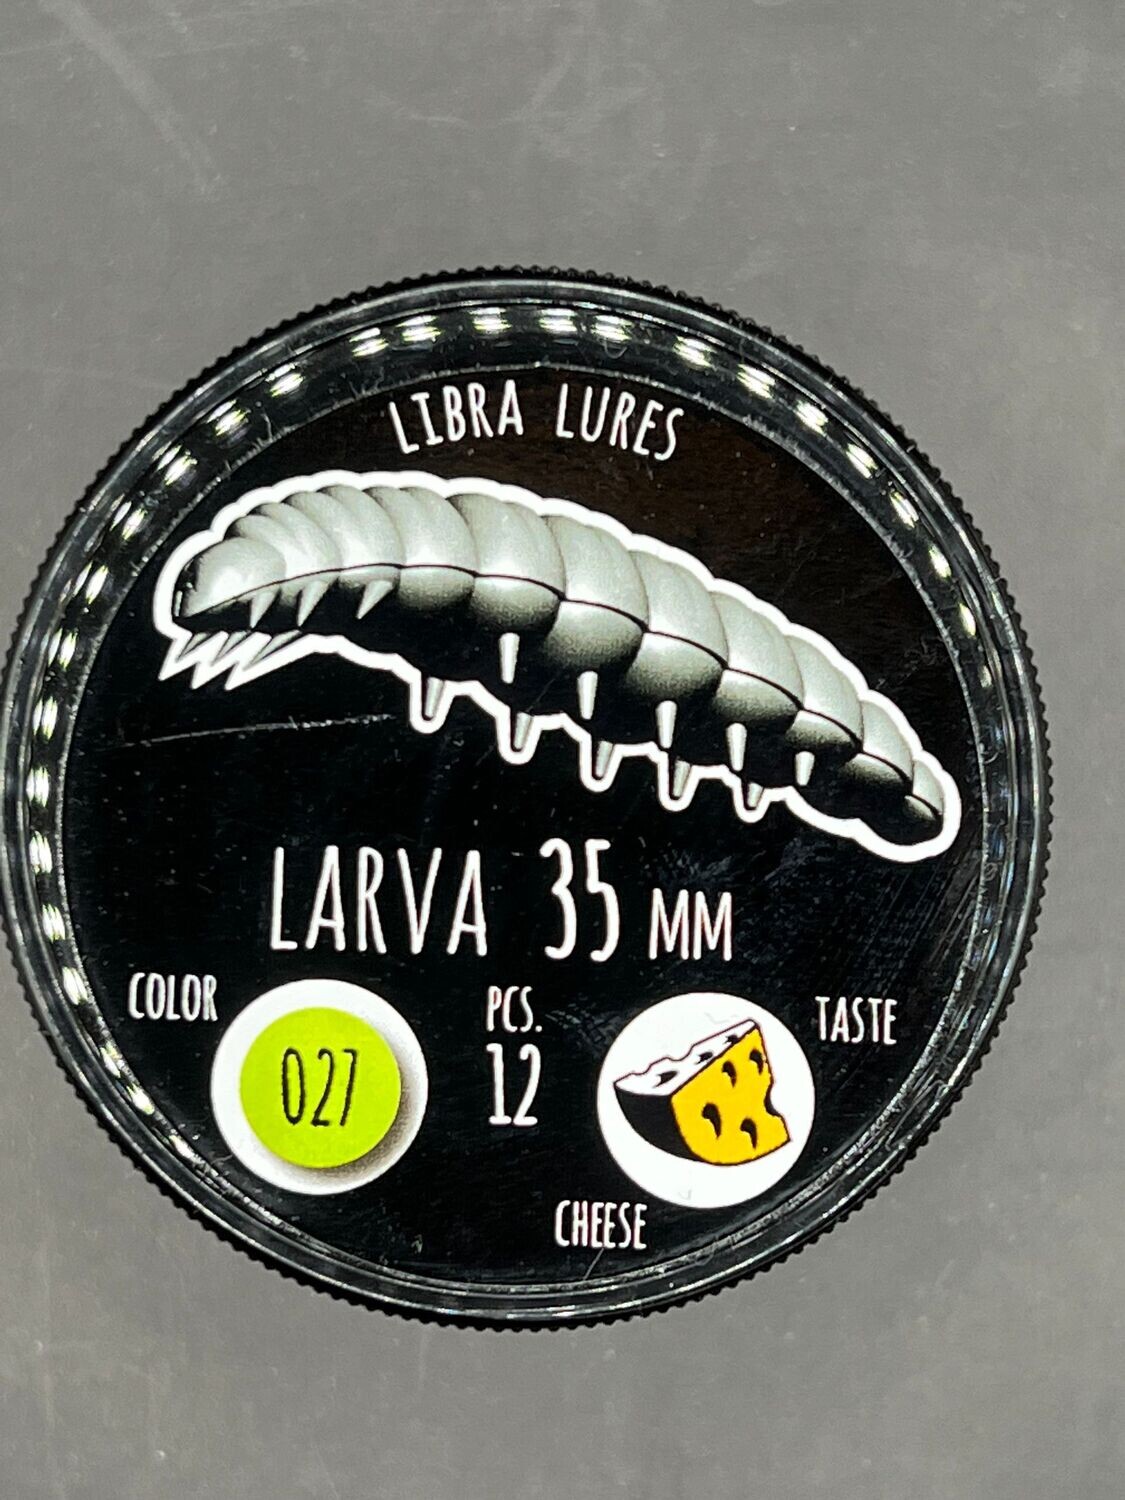 LIBRA LURES
LARVA 35 MM
COLOR
027
PCS.
12
TASTE
CHEESE